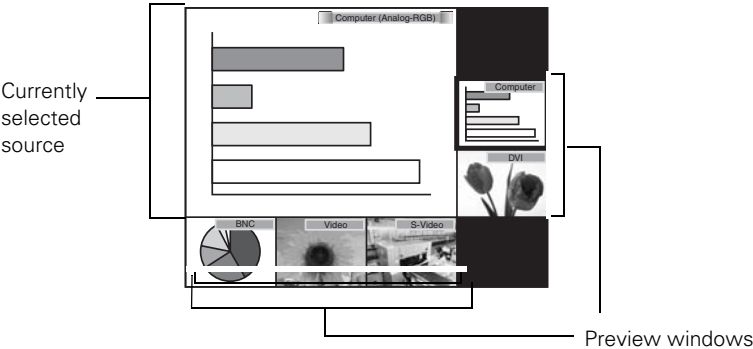 Computer (Analog-RGB)
Currently
selected
source
Computer
DVI
BNC
Video
S-Video
Preview windows